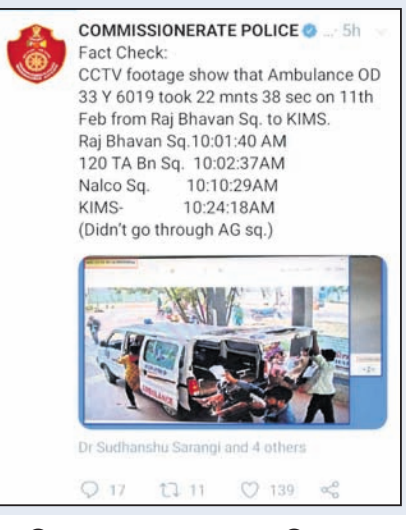 COMMISSIONERATE POLICE ... · 5h
Fact Check:
CCTV footage show that Ambulance OD
33 Y 6019 took 22 mnts 38 sec on 11th
Feb from Raj Bhavan Sq. to KIMS.
Raj Bhavan Sq.10:01:40 AM
120 TA Bn Sq. 10:02:37AM
Nalco Sq. 10:10:29AM
KIMS- 10:24:18AM
(Didn't go through AG sq.)
AMBULANCE
Dr Sudhanshu Sarangi and 4 others
17 11 139